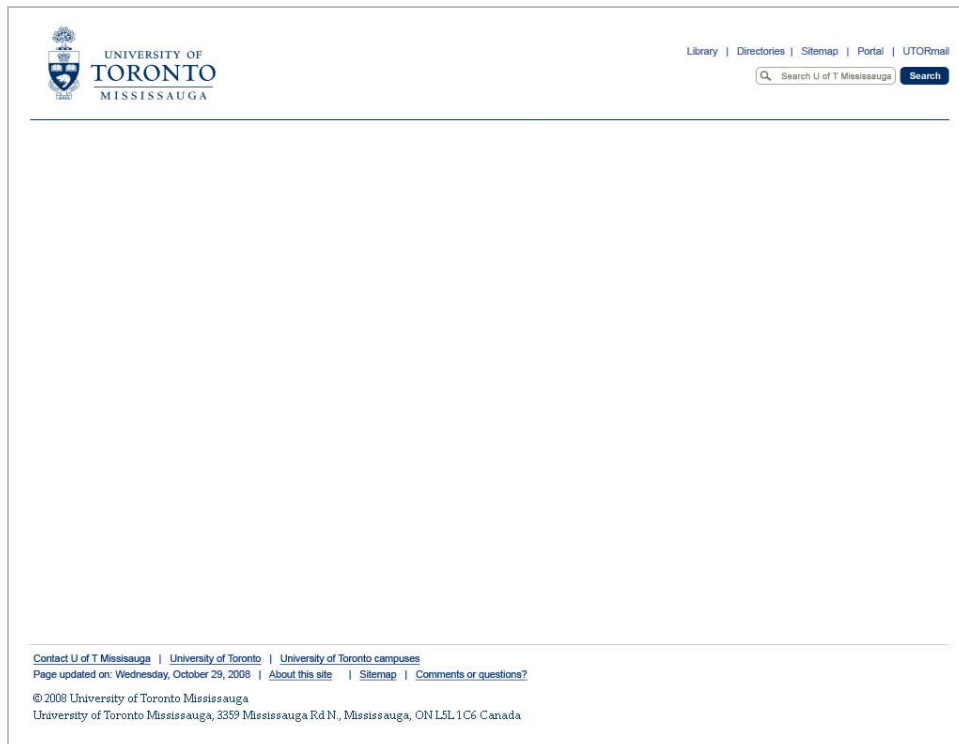 UNIVERSITY OF
TORONTO
MISSISSAUGA
Library | Directories | Sitemap | Portal | UTORmail
Search U of T Mississauga Search
Contact U of T Missisauga | University of Toronto | University of Toronto campuses
Page updated on: Wednesday, October 29, 2008 | About this site | Sitemap | Comments or questions?
© 2008 University of Toronto Mississauga
University of Toronto Mississauga, 3359 Mississauga Rd N., Mississauga, ON L5L 1C6 Canada